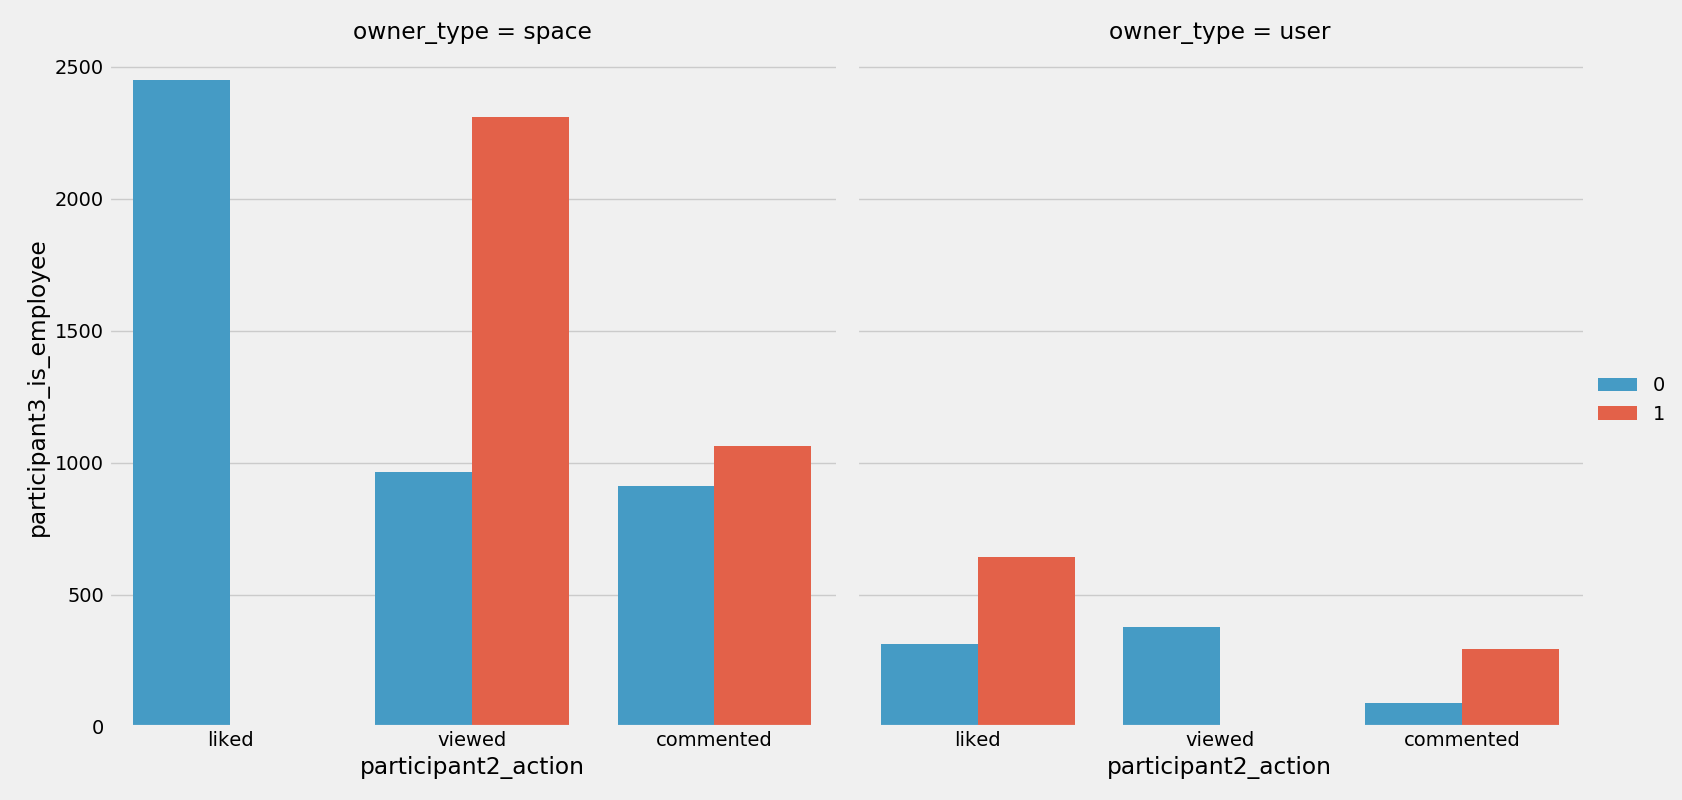 owner_type = space
owner_type = user
participant3_is_employee
2500
2000
1500
1000
500
0
liked
viewed
commented
participant2_action
liked
viewed
commented
participant2_action
0
1